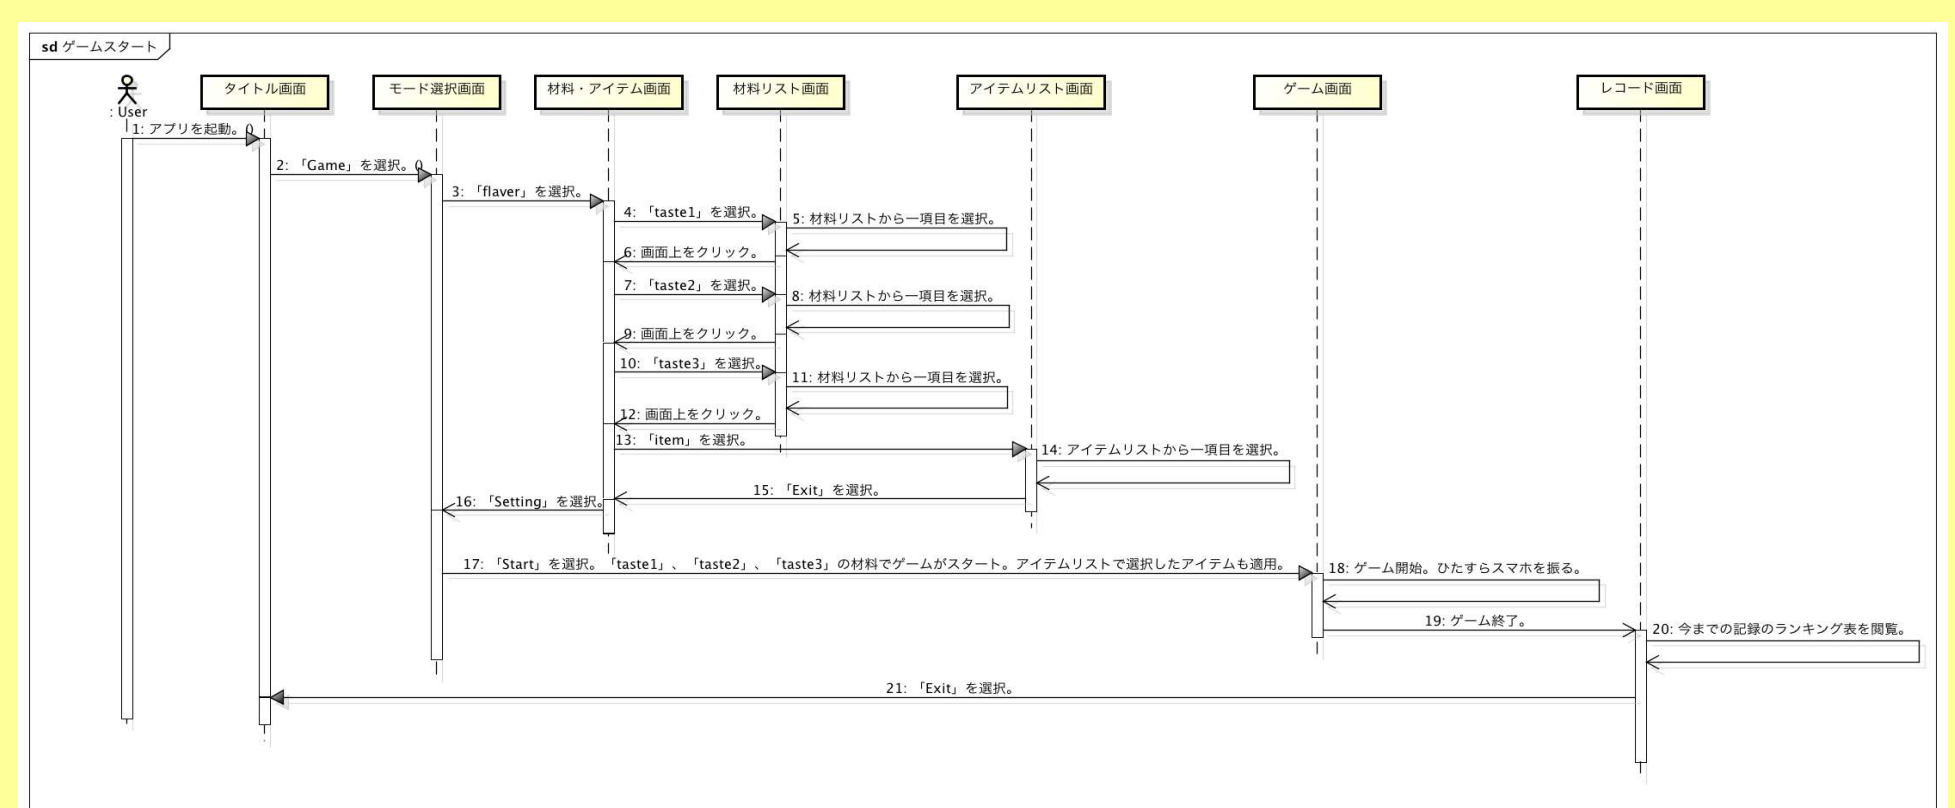 sd ゲームスタート
: User
タイトル画面
モード選択画面
材料・アイテム画面
材料リスト画面
アイテムリスト画面
ゲーム画面
レコード画面
1: アプリを起動。()
2: 「Game」を選択。()
3: 「flaver」を選択。
4: 「taste1」を選択。
5: 材料リストから一項目を選択。
6: 画面上をクリック。
7: 「taste2」を選択。
8: 材料リストから一項目を選択。
9: 画面上をクリック。
10: 「taste3」を選択。
11: 材料リストから一項目を選択。
12: 画面上をクリック。
13: 「item」を選択。
14: アイテムリストから一項目を選択。
15: 「Exit」を選択。
16: 「Setting」を選択。
17: 「Start」を選択。「taste1」、「taste2」、「taste3」の材料でゲームがスタート。アイテムリストで選択したアイテムも適用。
18: ゲーム開始。ひたすらスマホを振る。
19: ゲーム終了。
20: 今までの記録のランキング表を閲覧。
21: 「Exit」を選択。